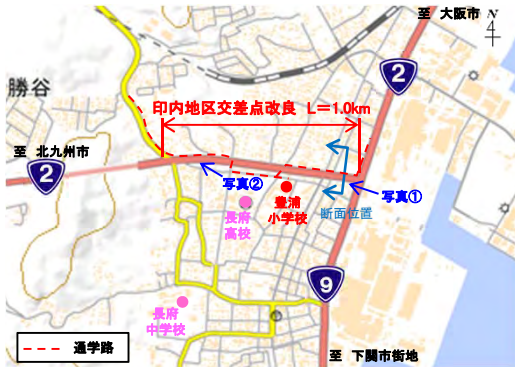 至 大阪市 N
2
勝谷
印内地区交差点改良 L=1.0km
至 北九州市
2
写真②
写真①
豊浦
小学校
断面位置
長府
高校
9
長府
中学校
通学路
至 下関市街地